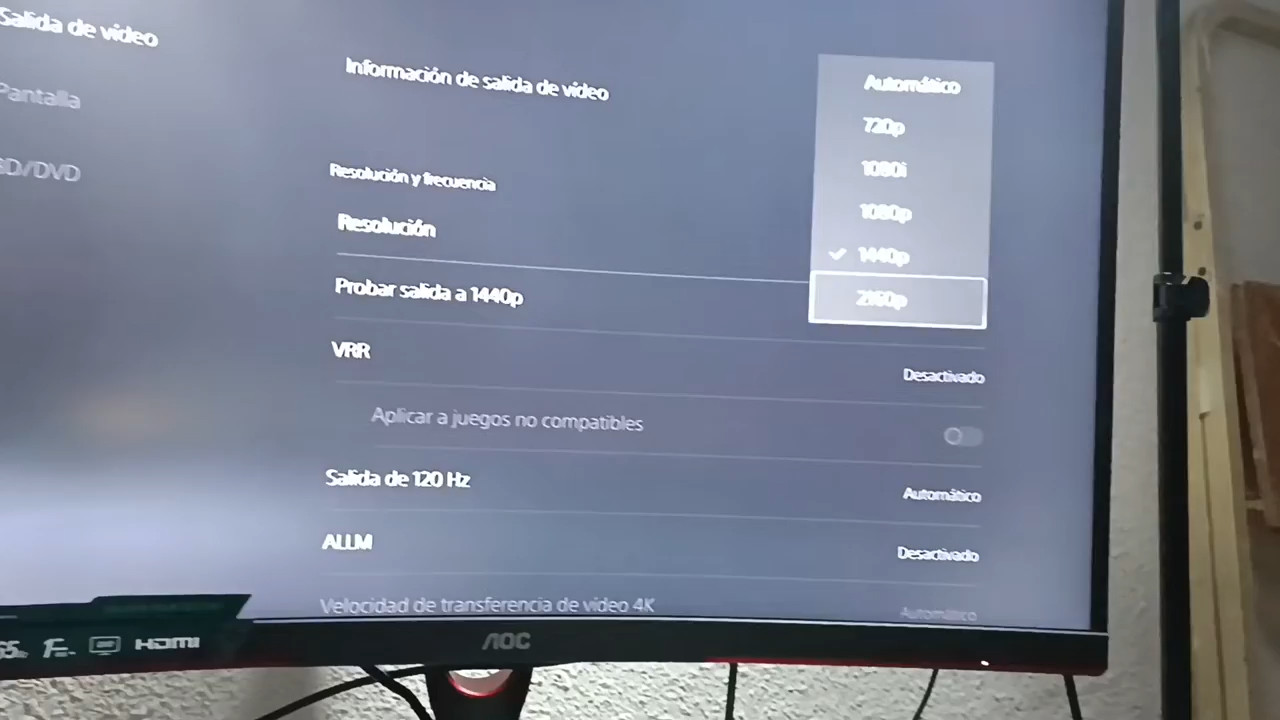 Salida de vídeo
Pantalla
BD/DVD
Información de salida de vídeo
Resolución y frecuencia
Resolución
Automático
720p
1080i
1080p
1440p
2160p
Probar salida a 1440p
VRR
Desactivado
Aplicar a juegos no compatibles
Salida de 120 Hz
Automático
ALLM
Desactivado
Velocidad de transferencia de vídeo 4K
Automático
HDMI
AOC